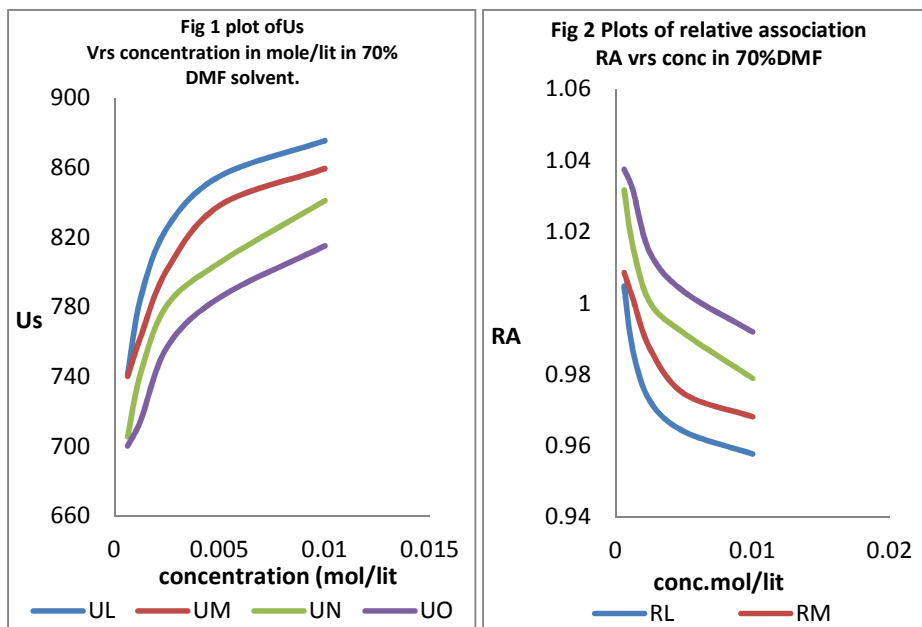 Fig 1 plot ofUs
Vrs concentration in mole/lit in 70%
DMF solvent.
900
860
820
780
740
700
660
Us
0
0.005
0.01
0.015
concentration (mol/lit
UL
UM
UN
UO
Fig 2 Plots of relative association
RA vrs conc in 70%DMF
1.06
1.04
1.02
1
0.98
0.96
0.94
RA
0
0.01
0.02
conc.mol/lit
RL
RM